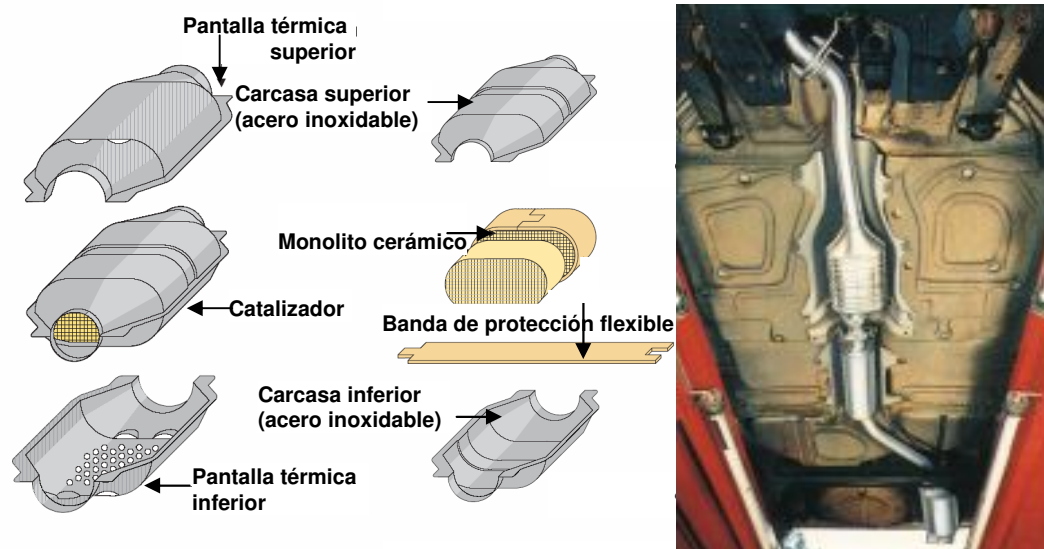 Pantalla térmica
superior
Carcasa superior
(acero inoxidable)
Monolito cerámico
Catalizador
Banda de protección flexible
Carcasa inferior
(acero inoxidable)
Pantalla térmica
inferior